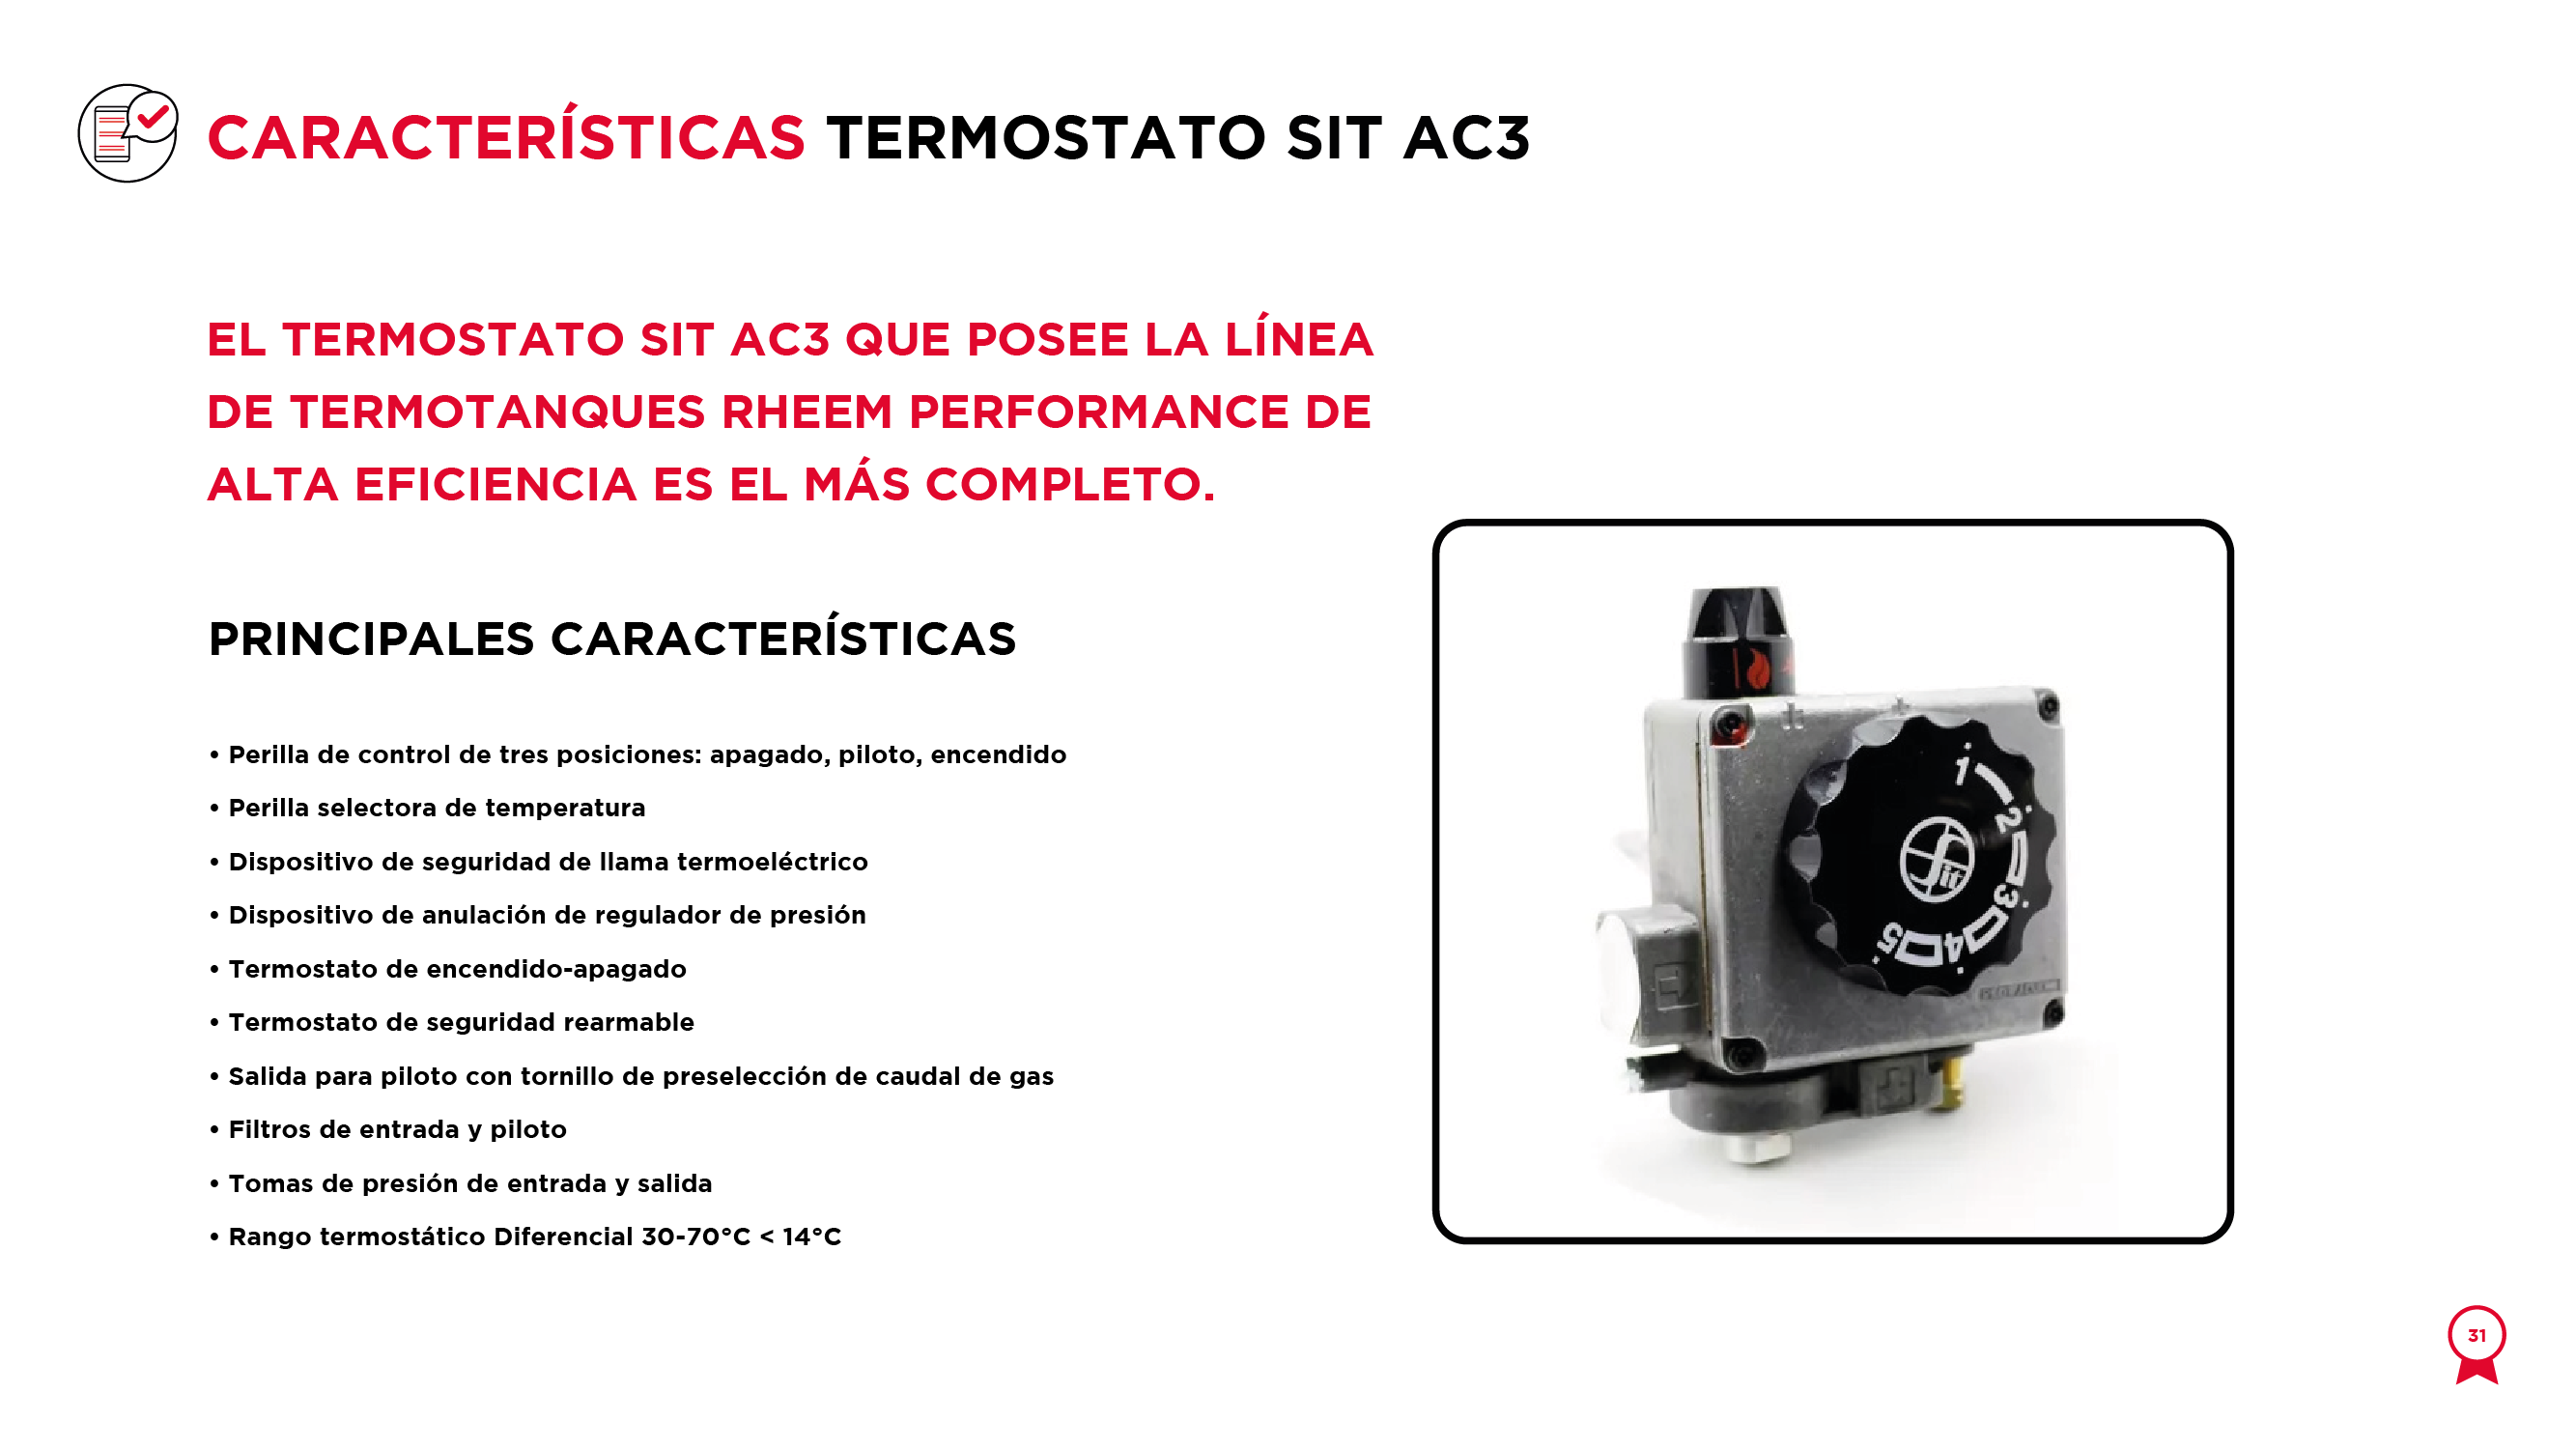 CARACTERÍSTICAS TERMOSTATO SIT AC3
EL TERMOSTATO SIT AC3 QUE POSEE LA LÍNEA
DE TERMOTANQUES RHEEM PERFORMANCE DE
ALTA EFICIENCIA ES EL MÁS COMPLETO.
PRINCIPALES CARACTERÍSTICAS
• Perilla de control de tres posiciones: apagado, piloto, encendido
• Perilla selectora de temperatura
• Dispositivo de seguridad de llama termoeléctrico
• Dispositivo de anulación de regulador de presión
• Termostato de encendido-apagado
• Termostato de seguridad rearmable
• Salida para piloto con tornillo de preselección de caudal de gas
• Filtros de entrada y piloto
• Tomas de presión de entrada y salida
• Rango termostático Diferencial 30-70°C < 14°C
1
2
3
4
5
sit
31